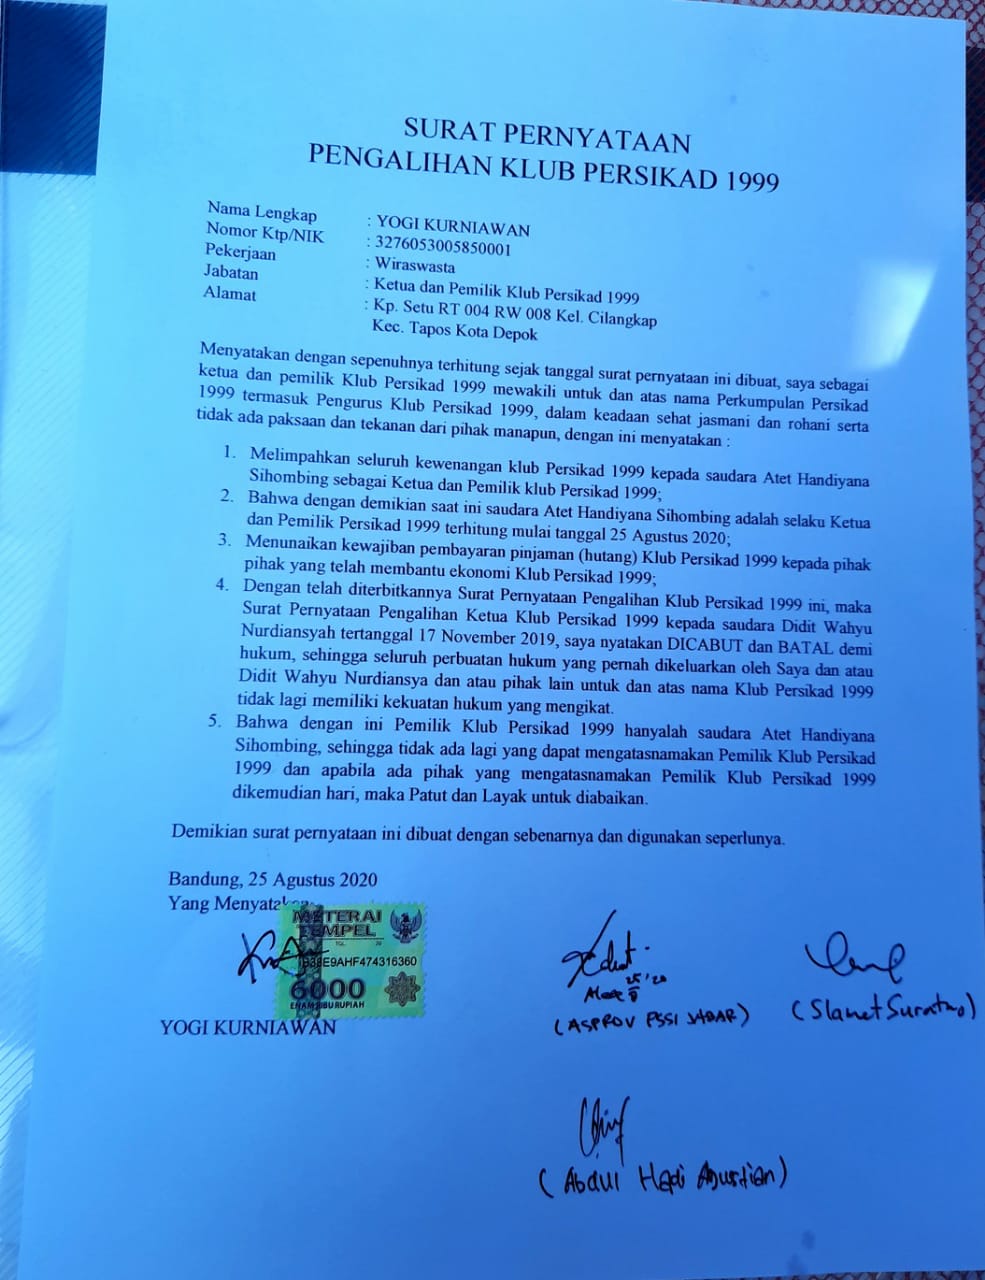 SURAT PERNYATAAN
PENGALIHAN KLUB PERSIKAD 1999
Nama Lengkap : YOGI KURNIAWAN
Nomor Ktp/NIK : 3276053005850001
Pekerjaan : Wiraswasta
Jabatan : Ketua dan Pemilik Klub Persikad 1999
Alamat : Kp. Setu RT 004 RW 008 Kel. Cilangkap
Kec. Tapos Kota Depok
Menyatakan dengan sepenuhnya terhitung sejak tanggal surat pernyataan ini dibuat, saya sebagai
ketua dan pemilik Klub Persikad 1999 mewakili untuk dan atas nama Perkumpulan Persikad
1999 termasuk Pengurus Klub Persikad 1999, dalam keadaan sehat jasmani dan rohani serta
tidak ada paksaan dan tekanan dari pihak manapun, dengan ini menyatakan :
1. Melimpahkan seluruh kewenangan klub Persikad 1999 kepada saudara Atet Handiyana
Sihombing sebagai Ketua dan Pemilik klub Persikad 1999;
2. Bahwa dengan demikian saat ini saudara Atet Handiyana Sihombing adalah selaku Ketua
dan Pemilik Persikad 1999 terhitung mulai tanggal 25 Agustus 2020;
3. Menunaikan kewajiban pembayaran pinjaman (hutang) Klub Persikad 1999 kepada pihak
pihak yang telah membantu ekonomi Klub Persikad 1999;
4. Dengan telah diterbitkannya Surat Pernyataan Pengalihan Klub Persikad 1999 ini, maka
Surat Pernyataan Pengalihan Ketua Klub Persikad 1999 kepada saudara Didit Wahyu
Nurdiansyah tertanggal 17 November 2019, saya nyatakan DICABUT dan BATAL demi
hukum, sehingga seluruh perbuatan hukum yang pernah dikeluarkan oleh Saya dan atau
Didit Wahyu Nurdiansya dan atau pihak lain untuk dan atas nama Klub Persikad 1999
tidak lagi memiliki kekuatan hukum yang mengikat.
5. Bahwa dengan ini Pemilik Klub Persikad 1999 hanyalah saudara Atet Handiyana
Sihombing, sehingga tidak ada lagi yang dapat mengatasnamakan Pemilik Klub Persikad
1999 dan apabila ada pihak yang mengatasnamakan Pemilik Klub Persikad 1999
dikemudian hari, maka Patut dan Layak untuk diabaikan.
Demikian surat pernyataan ini dibuat dengan sebenarnya dan digunakan seperlunya.
Bandung, 25 Agustus 2020
Yang Menyatakan
METERAI
TEMPEL
TGL. 20
E9AHF474316360
6000
ENAM RIBU RUPIAH
YOGI KURNIAWAN
25 '20
8
(ASPROV PSSI JABAR)
(Slamet Suratmo)
(Abdul Hadi Agustian)